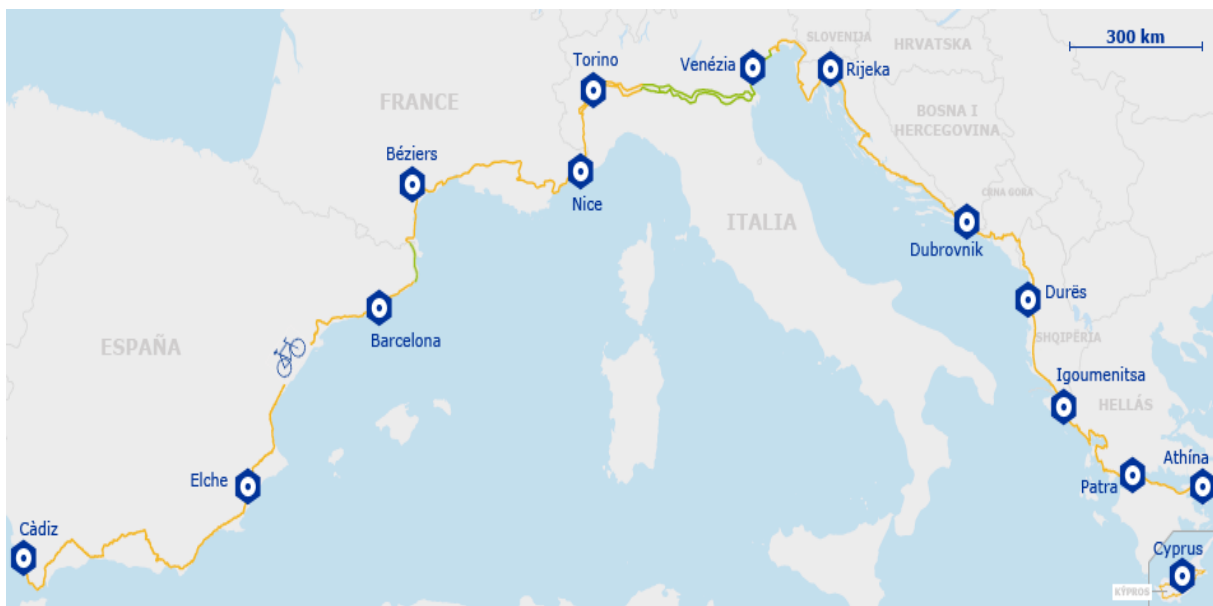 SLOVENIJA
HRVATSKA
300 km
Torino
Venézia
Rijeka
FRANCE
BOSNA I
HERCEGOVINA
Béziers
CRNA GORA
Nice
ITALIA
Dubrovnik
Durës
Barcelona
ESPAÑA
SHQIPËRIA
Igoumenitsa
HELLÁS
Elche
Athína
Patra
Càdiz
Cyprus
KÝPROS